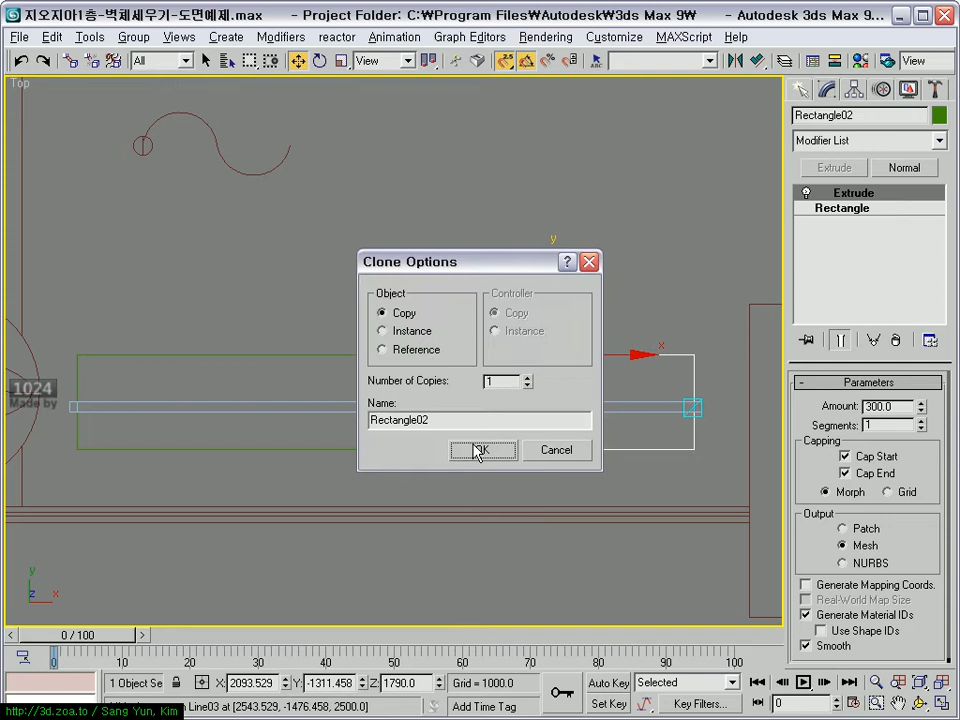 지오지아1층-벽체세우기-도면예제.max - Project Folder: C:₩Program Files₩Autodesk₩3ds Max 9₩ - Autodesk 3ds Max 9...
File Edit Tools Group Views Create Modifiers reactor Animation Graph Editors Rendering Customize MAXScript Help
All View View
Top
Rectangle02
Modifier List
Extrude Normal
Extrude
Rectangle
y
x
Clone Options
Object Controller
Copy Copy
Instance Instance
Reference
Number of Copies: 1
Name:
Rectangle02
OK Cancel
1024
Made by
Parameters
Amount: 300.0
Segments: 1
Capping
Cap Start
Cap End
Morph Grid
Output
Patch
Mesh
NURBS
Generate Mapping Coords.
Real-World Map Size
Generate Material IDs
Use Shape IDs
Smooth
y
z x
0 / 100
0 10 20 30 40 50 60 70 80 90 100
1 Object Se X: 2093.529 Y: -1311.458 Z: 1790.0 Grid = 1000.0 Auto Key Selected
Line03 at [2543.529, -1476.458, 2500.0] Add Time Tag Set Key Key Filters... 0
http://3d.zoa.to / Sang Yun, Kim